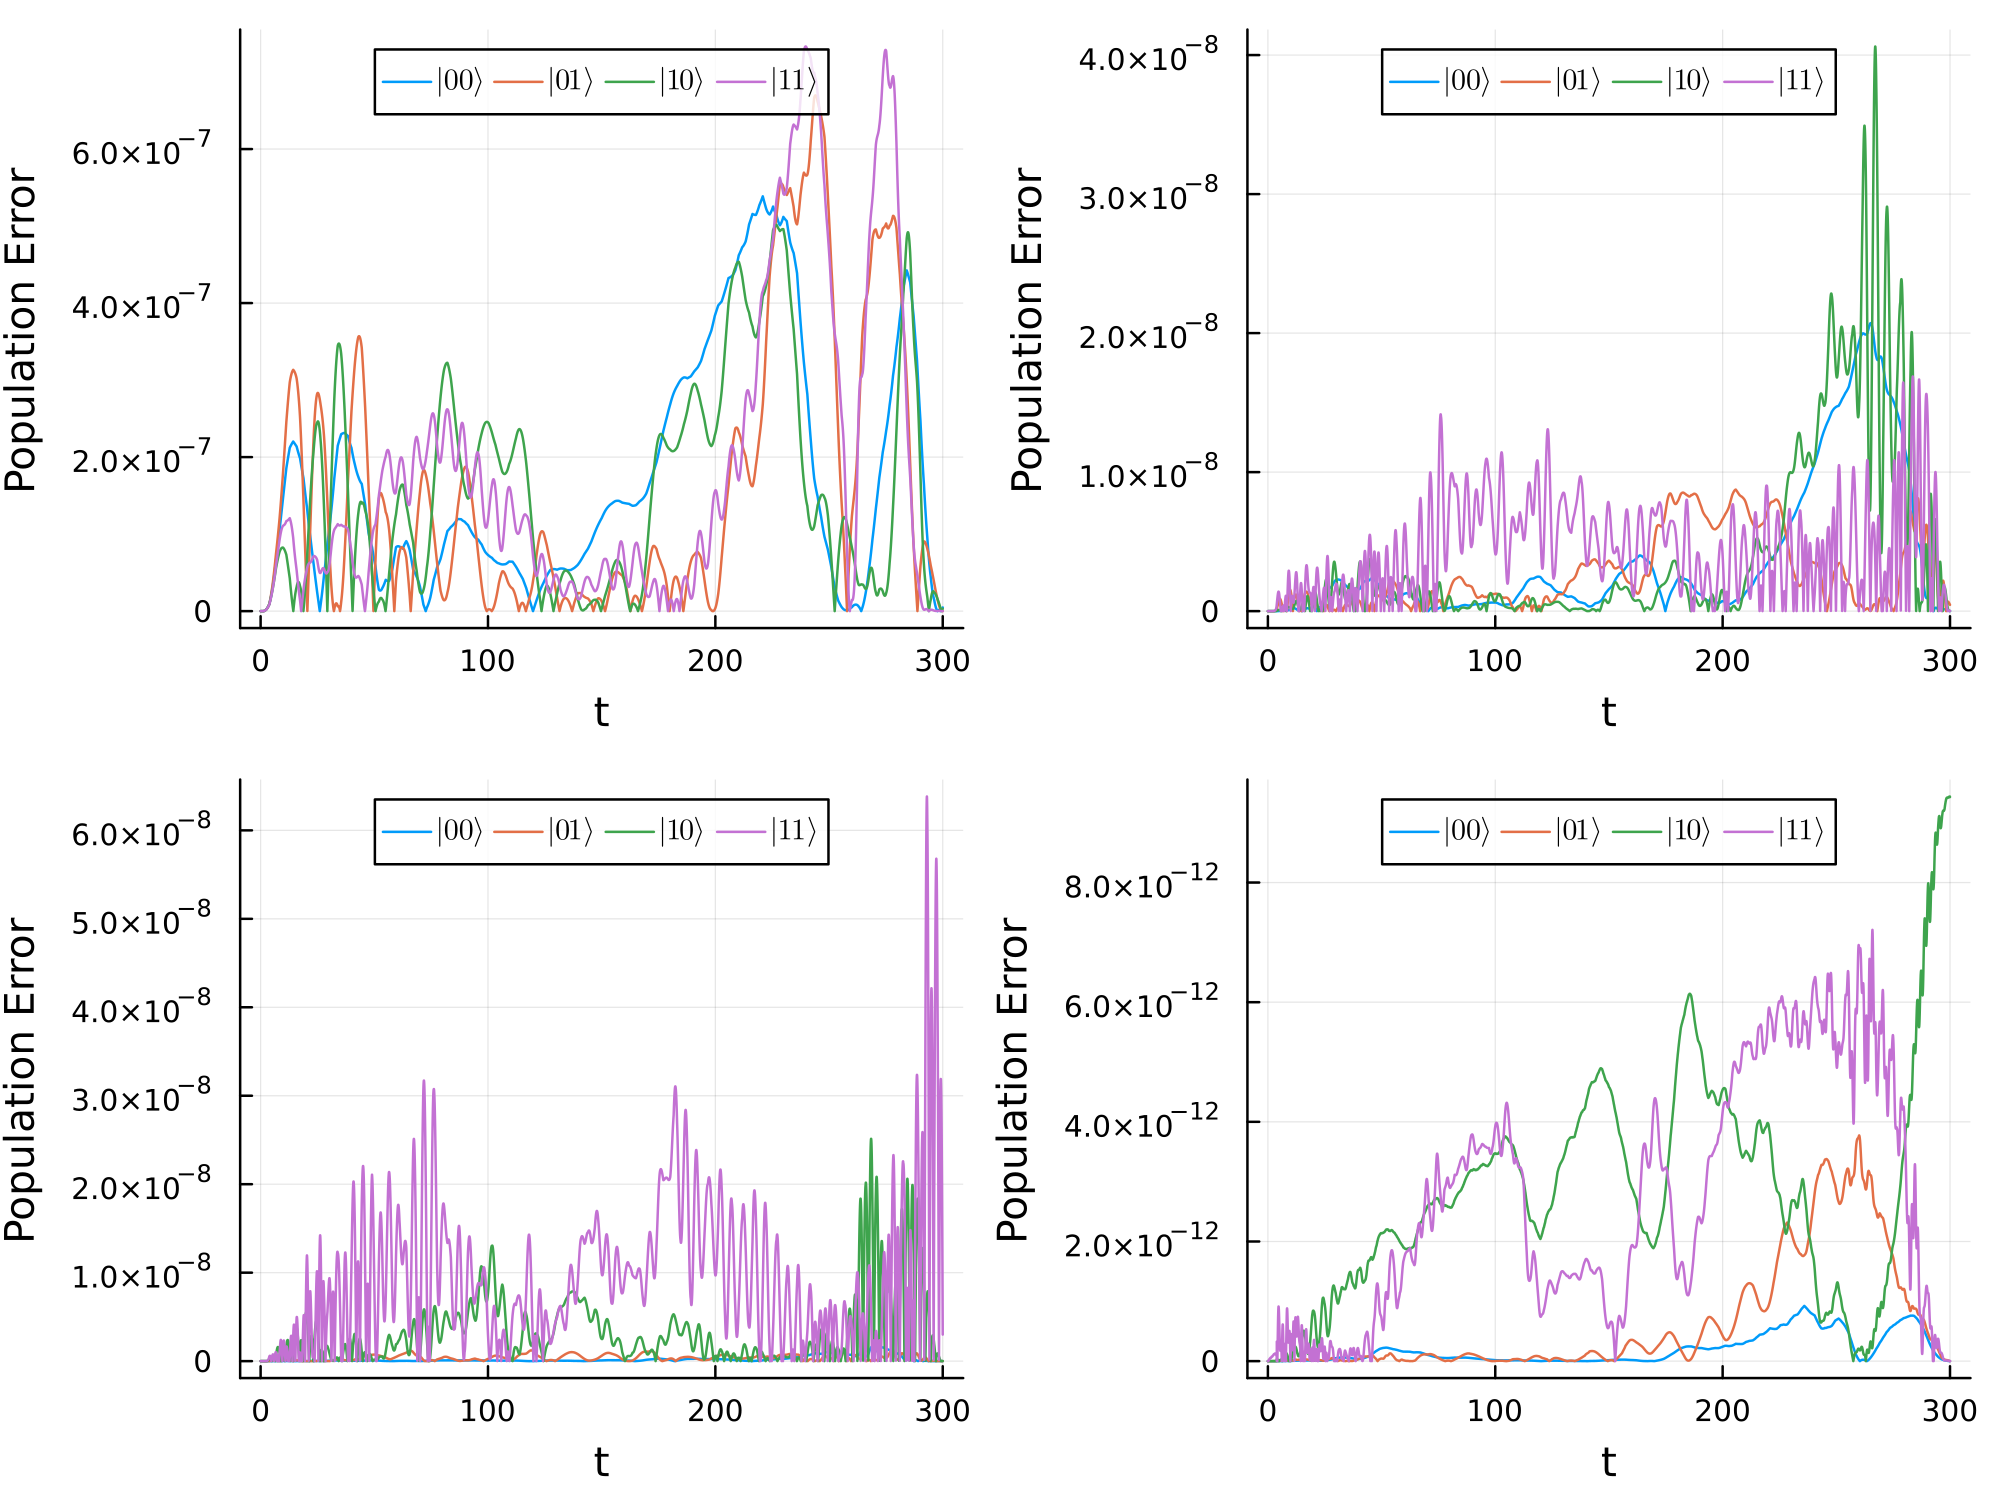 Population Error
6.0×10⁻⁷
4.0×10⁻⁷
2.0×10⁻⁷
0
|00⟩ |01⟩ |10⟩ |11⟩
0 100 200 300
t
Population Error
4.0×10⁻⁸
3.0×10⁻⁸
2.0×10⁻⁸
1.0×10⁻⁸
0
|00⟩ |01⟩ |10⟩ |11⟩
0 100 200 300
t
Population Error
6.0×10⁻⁸
5.0×10⁻⁸
4.0×10⁻⁸
3.0×10⁻⁸
2.0×10⁻⁸
1.0×10⁻⁸
0
|00⟩ |01⟩ |10⟩ |11⟩
0 100 200 300
t
Population Error
8.0×10⁻¹²
6.0×10⁻¹²
4.0×10⁻¹²
2.0×10⁻¹²
0
|00⟩ |01⟩ |10⟩ |11⟩
0 100 200 300
t